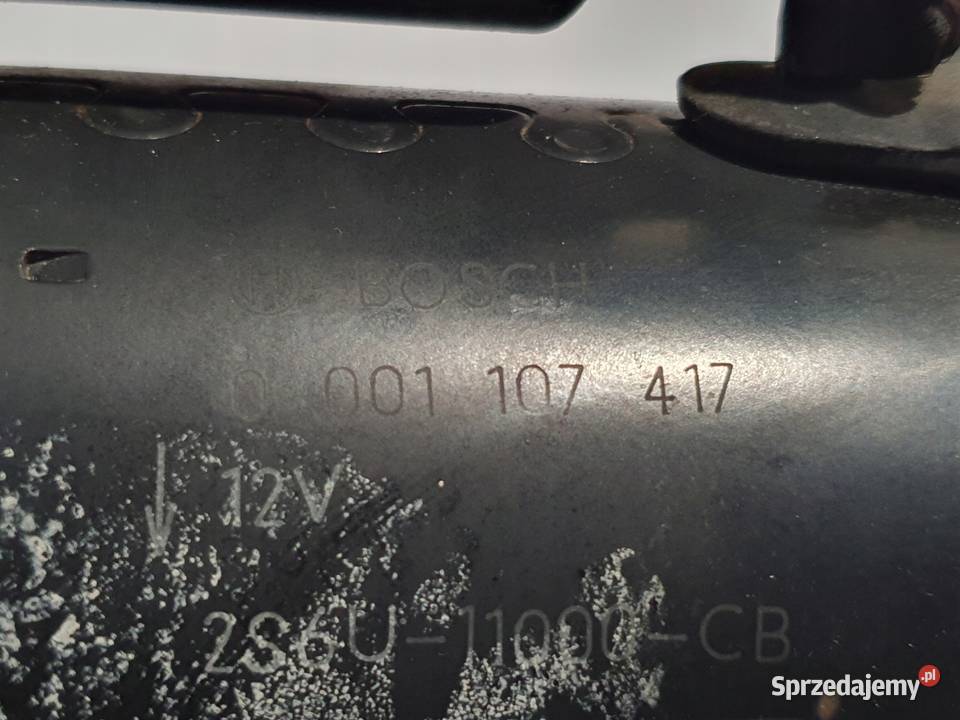 BOSCH
0 001 107 417
12V
2S6U-11000-CB
Sprzedajemy.pl